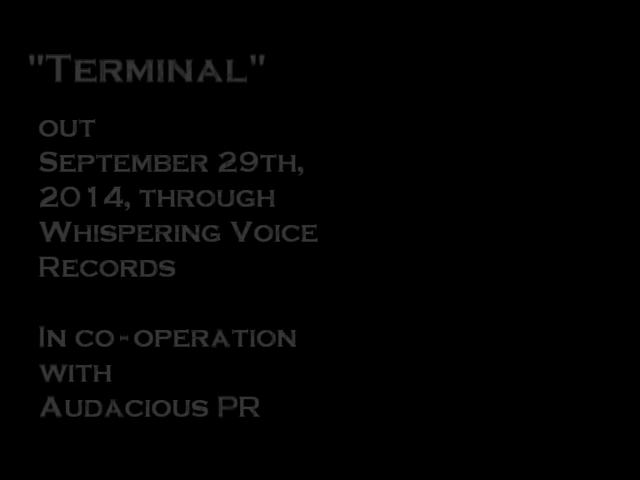 "Terminal"
out
September 29th,
2014, through
Whispering Voice
Records
In co-operation
with
Audacious PR